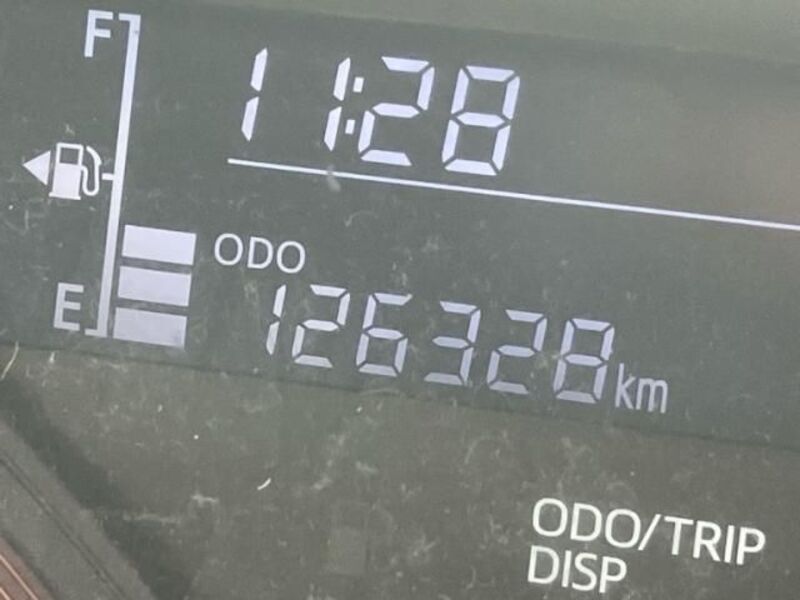 F
11:28
ODO
E
126328 km
ODO/TRIP
DISP